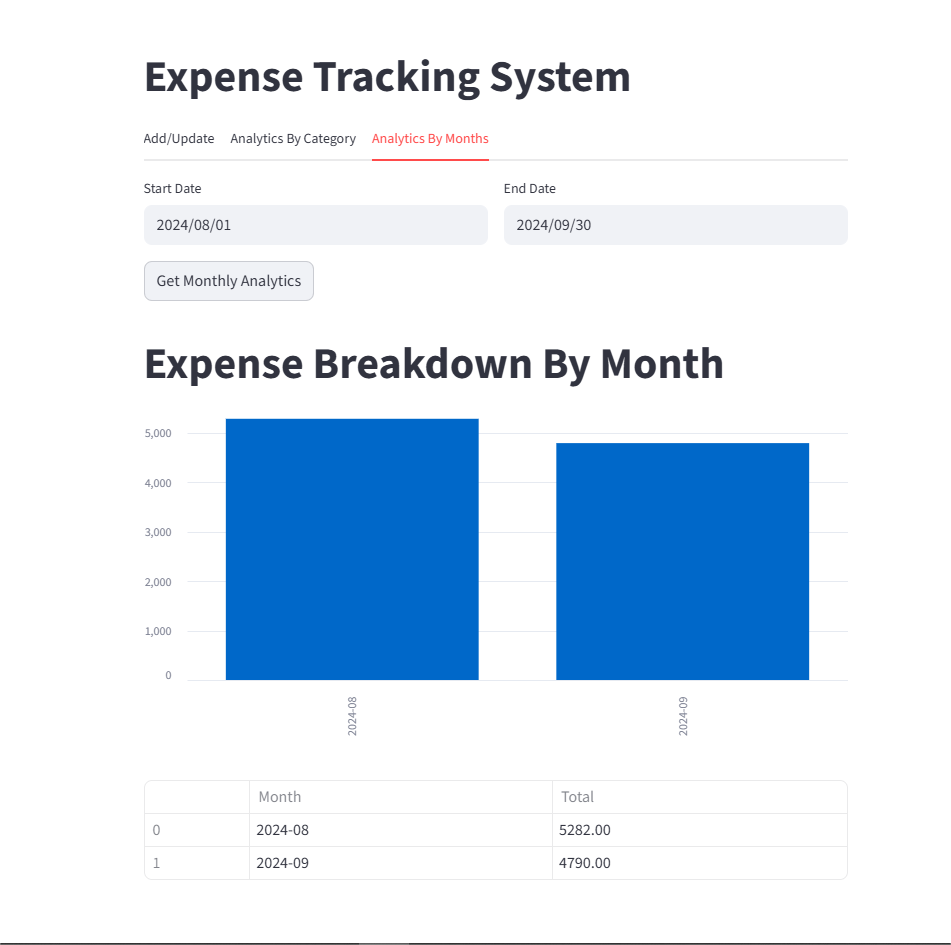 Expense Tracking System
Add/Update Analytics By Category Analytics By Months
Start Date End Date
2024/08/01 2024/09/30
Get Monthly Analytics
Expense Breakdown By Month
5,000
4,000
3,000
2,000
1,000
0
2024-08 2024-09
Month Total
0 2024-08 5282.00
1 2024-09 4790.00